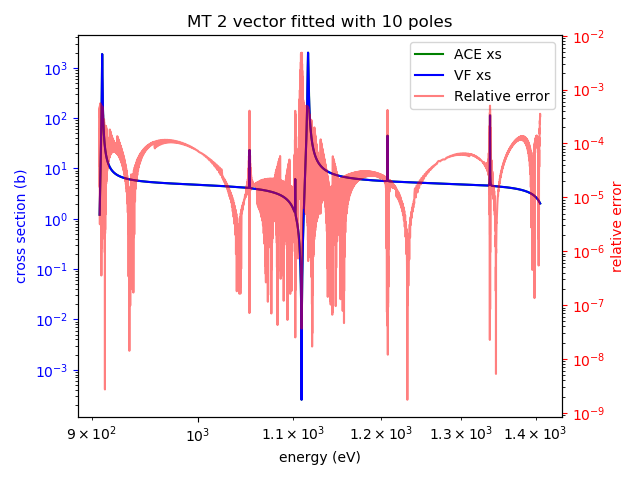 MT 2 vector fitted with 10 poles
ACE xs
VF xs
Relative error
cross section (b)
10³
10²
10¹
10⁰
10⁻¹
10⁻²
10⁻³
relative error
10⁻²
10⁻³
10⁻⁴
10⁻⁵
10⁻⁶
10⁻⁷
10⁻⁸
10⁻⁹
9 × 10² 10³ 1.1 × 10³ 1.2 × 10³ 1.3 × 10³ 1.4 × 10³
energy (eV)